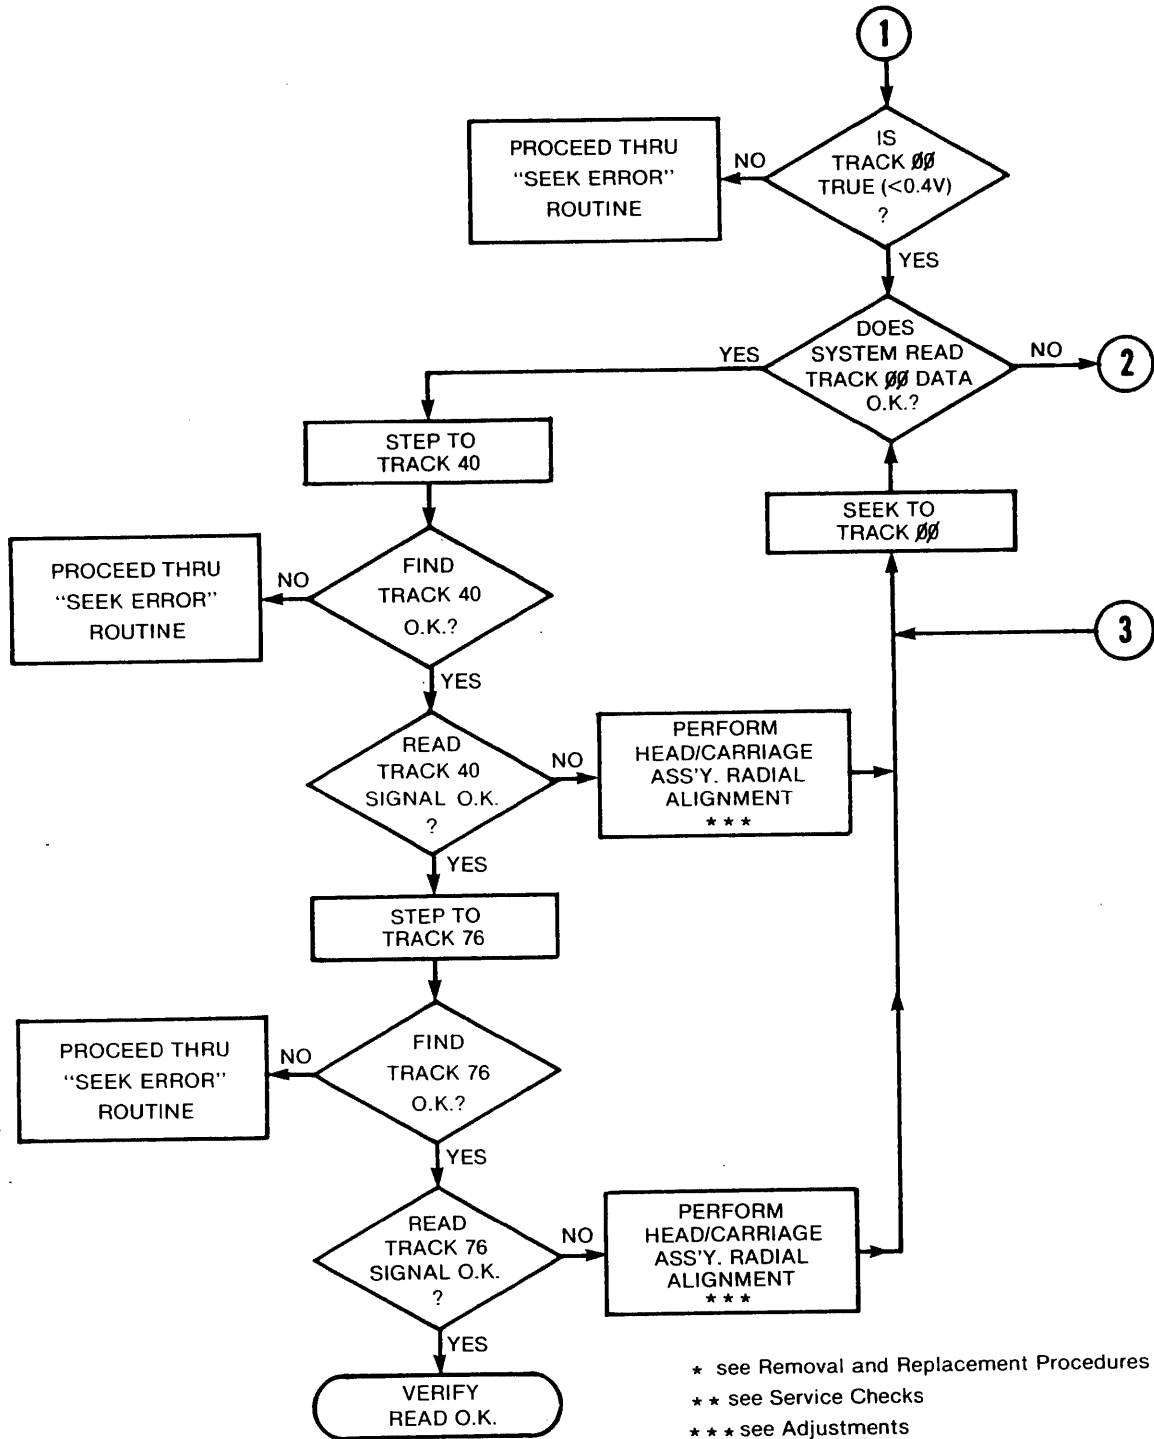 1
IS
TRACK 00
TRUE (<0.4V)
?
NO
PROCEED THRU
"SEEK ERROR"
ROUTINE
YES
DOES
SYSTEM READ
TRACK 00 DATA
O.K.?
NO
2
YES
STEP TO
TRACK 40
SEEK TO
TRACK 00
FIND
TRACK 40
O.K.?
NO
PROCEED THRU
"SEEK ERROR"
ROUTINE
3
YES
READ
TRACK 40
SIGNAL O.K.
?
NO
PERFORM
HEAD/CARRIAGE
ASS'Y. RADIAL
ALIGNMENT
***
YES
STEP TO
TRACK 76
FIND
TRACK 76
O.K.?
NO
PROCEED THRU
"SEEK ERROR"
ROUTINE
YES
READ
TRACK 76
SIGNAL O.K.
?
NO
PERFORM
HEAD/CARRIAGE
ASS'Y. RADIAL
ALIGNMENT
***
YES
VERIFY
READ O.K.
* see Removal and Replacement Procedures
** see Service Checks
*** see Adjustments